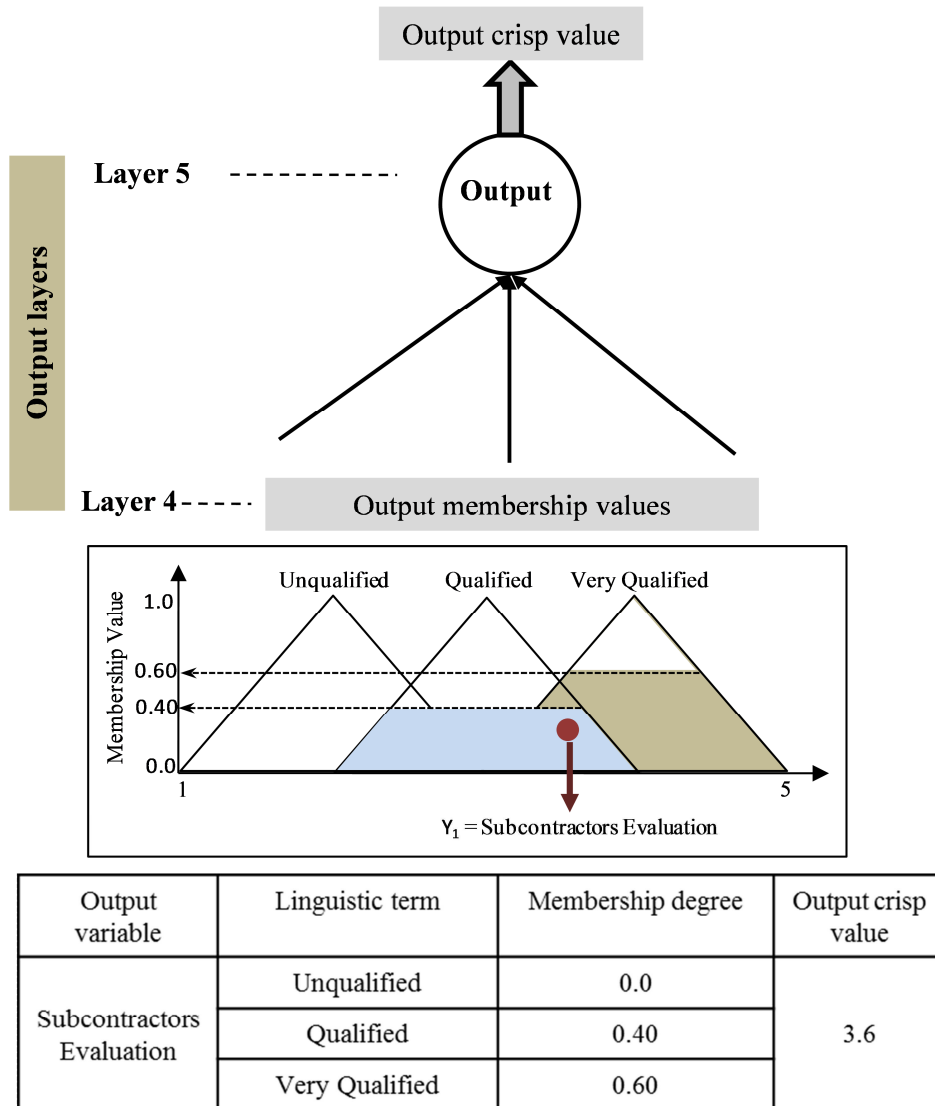 Output crisp value
Layer 5
Output
Output layers
Layer 4
Output membership values
Unqualified Qualified Very Qualified
Membership Value
1.0
0.60
0.40
0.0
1 5
Y₁ = Subcontractors Evaluation
Output variable
Linguistic term
Membership degree
Output crisp value
Subcontractors Evaluation
Unqualified 0.0
Qualified 0.40
Very Qualified 0.60
3.6